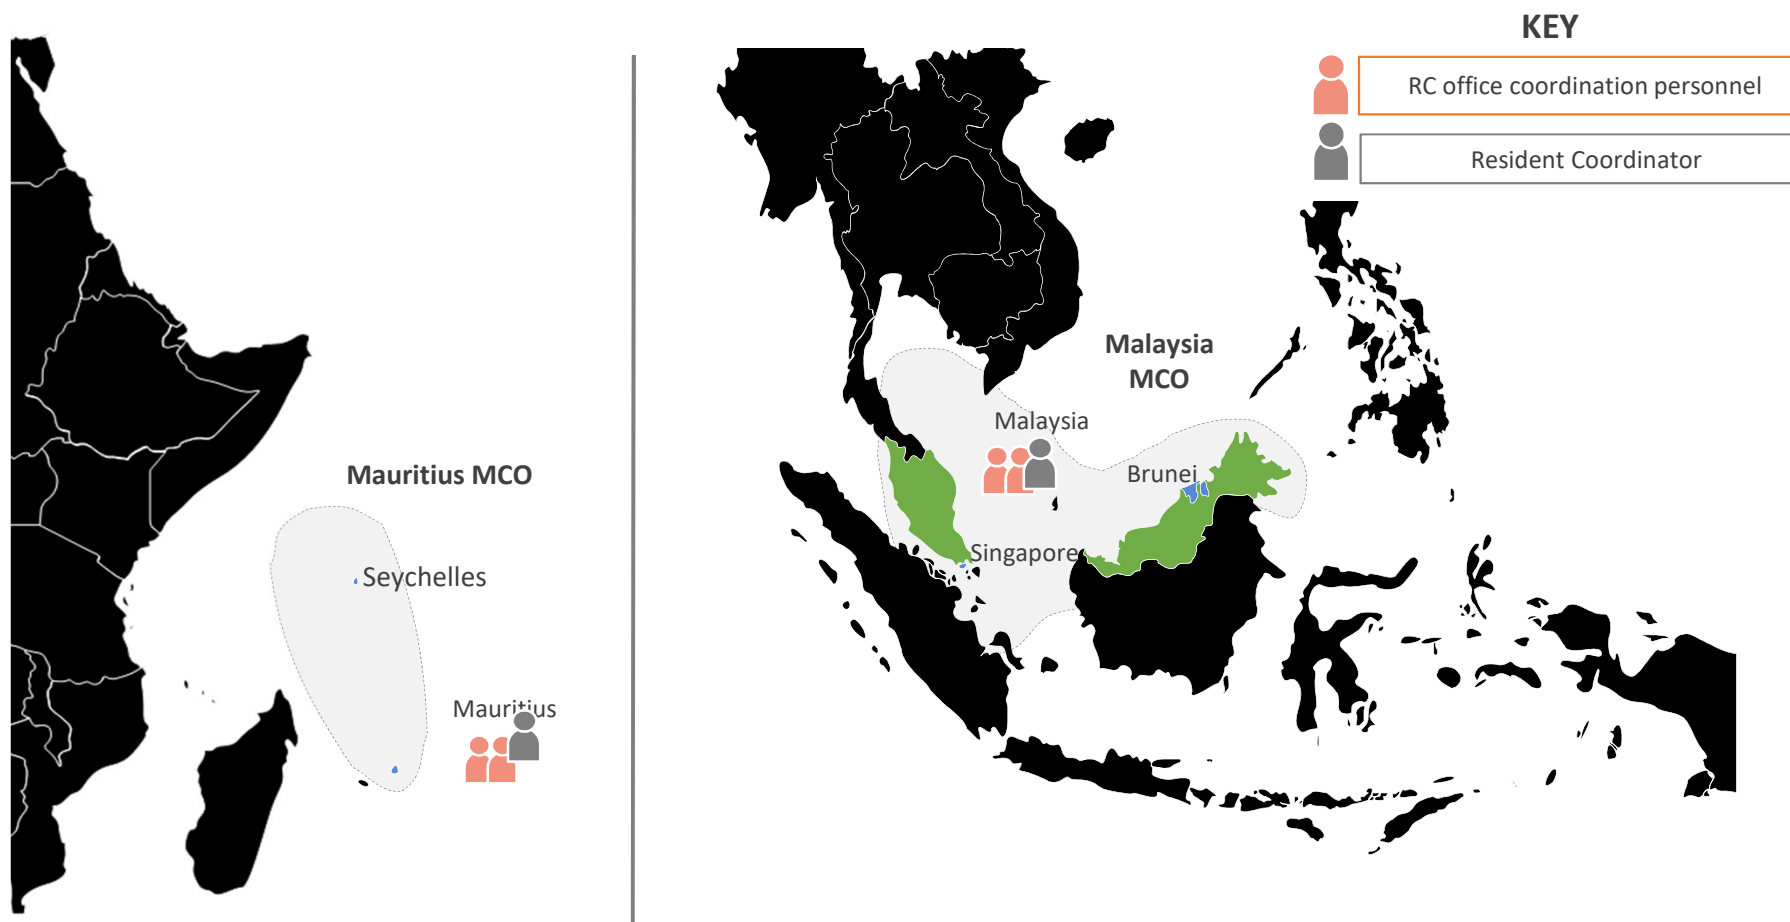 KEY
RC office coordination personnel
Resident Coordinator
Mauritius MCO
Seychelles
Mauritius
Malaysia
MCO
Malaysia
Brunei
Singapore